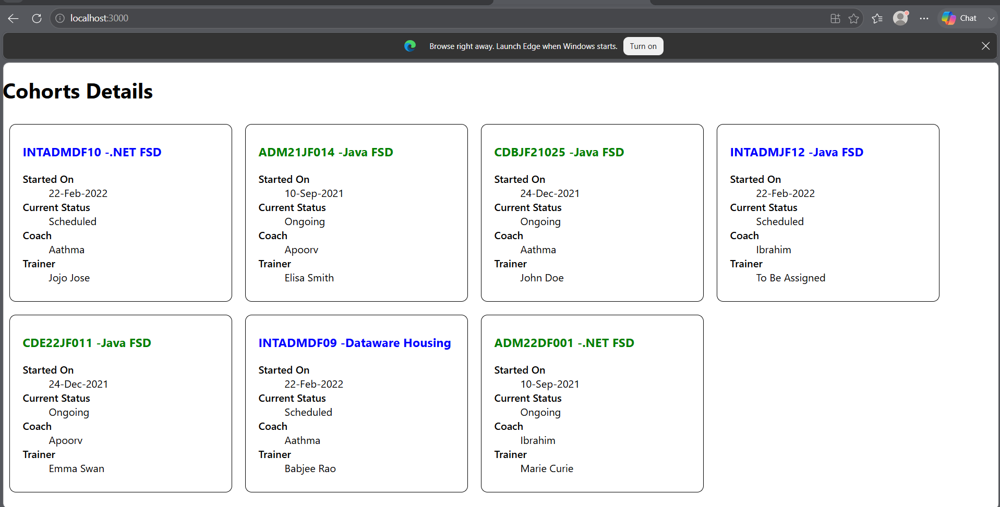 localhost:3000
Chat
Browse right away. Launch Edge when Windows starts.
Turn on
Cohorts Details
INTADMDF10 -.NET FSD
Started On
22-Feb-2022
Current Status
Scheduled
Coach
Aathma
Trainer
Jojo Jose
ADM21JF014 -Java FSD
Started On
10-Sep-2021
Current Status
Ongoing
Coach
Apoorv
Trainer
Elisa Smith
CDBJF21025 -Java FSD
Started On
24-Dec-2021
Current Status
Ongoing
Coach
Aathma
Trainer
John Doe
INTADMJF12 -Java FSD
Started On
22-Feb-2022
Current Status
Scheduled
Coach
Ibrahim
Trainer
To Be Assigned
CDE22JF011 -Java FSD
Started On
24-Dec-2021
Current Status
Ongoing
Coach
Apoorv
Trainer
Emma Swan
INTADMDF09 -Dataware Housing
Started On
22-Feb-2022
Current Status
Scheduled
Coach
Aathma
Trainer
Babjee Rao
ADM22DF001 -.NET FSD
Started On
10-Sep-2021
Current Status
Ongoing
Coach
Ibrahim
Trainer
Marie Curie